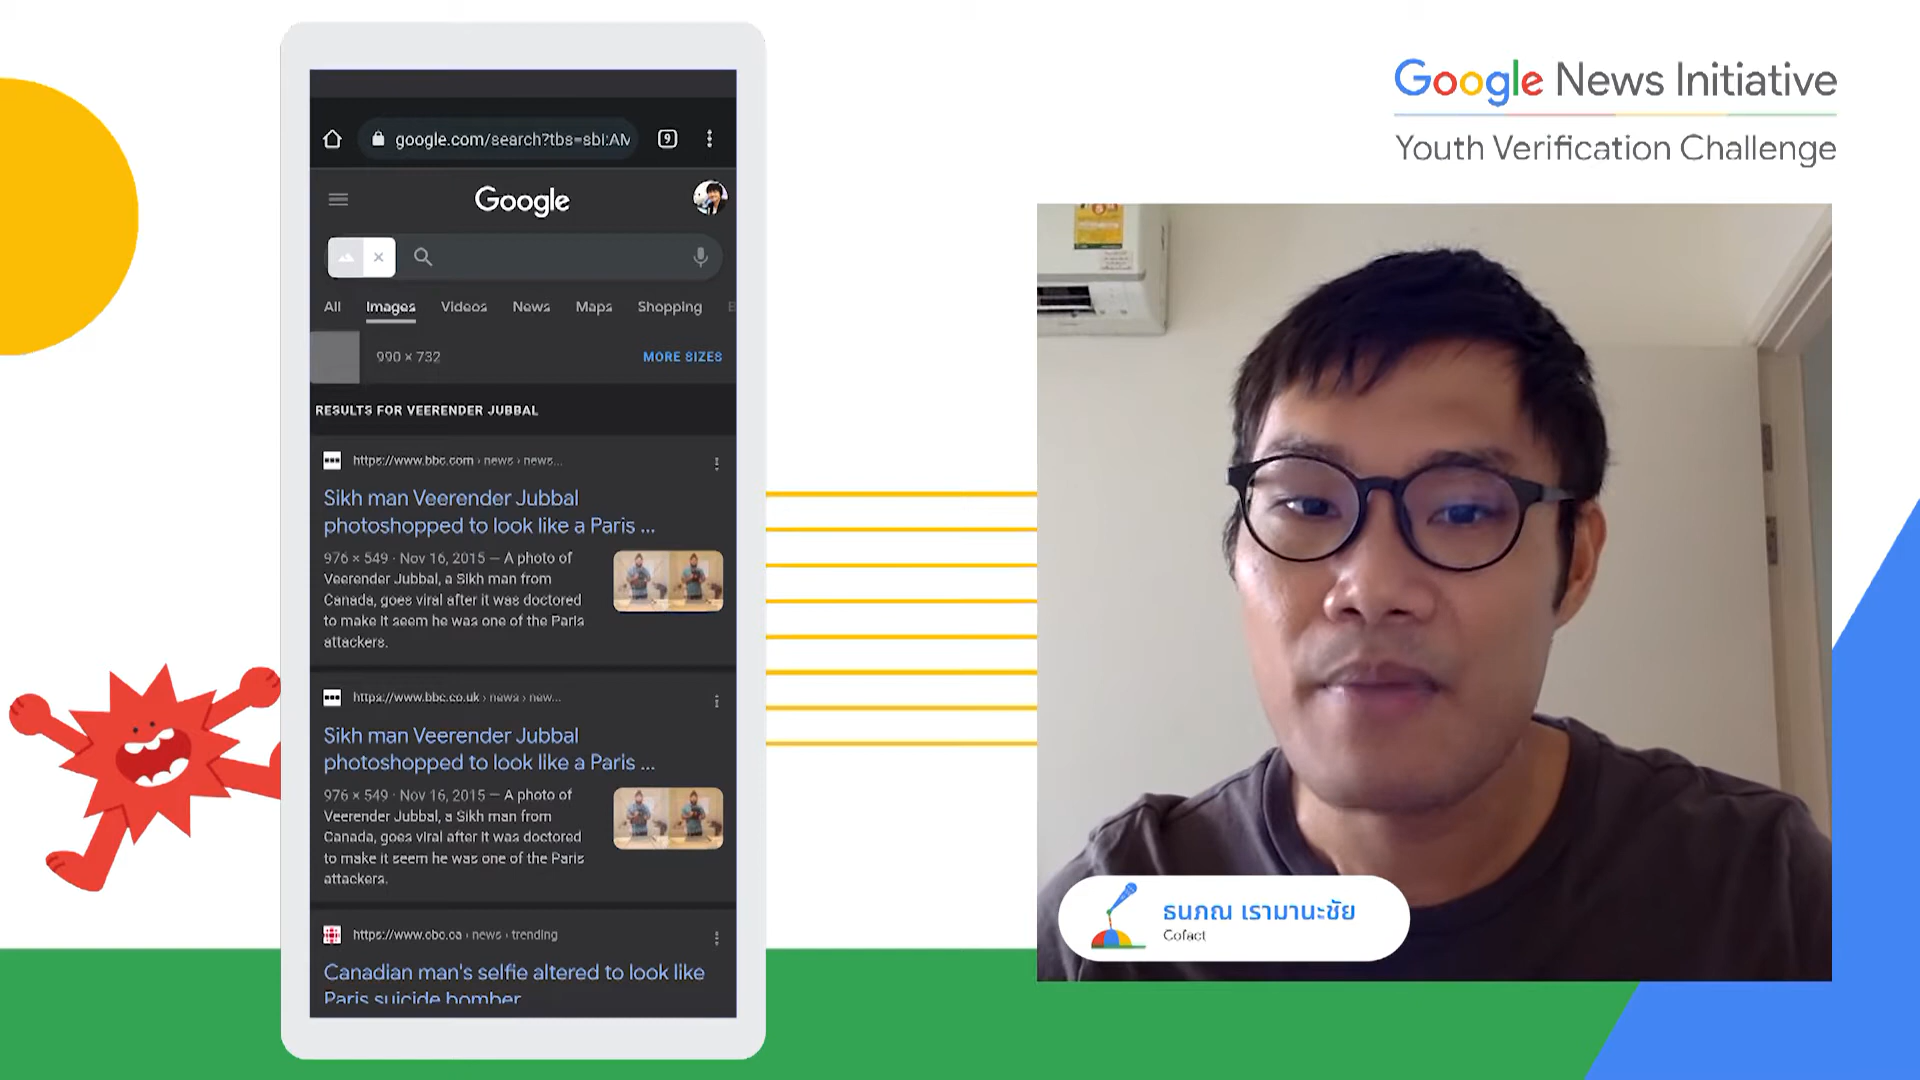 google.com/search?tbs=sbi:AM
9
Google
All Images Videos News Maps Shopping
990 × 732
MORE SIZES
RESULTS FOR VEERENDER JUBBAL
https://www.bbc.com › news › news...
Sikh man Veerender Jubbal
photoshopped to look like a Paris ...
976 × 549 · Nov 16, 2015 — A photo of
Veerender Jubbal, a Sikh man from
Canada, goes viral after it was doctored
to make it seem he was one of the Paris
attackers.
https://www.bbc.co.uk › news › new...
Sikh man Veerender Jubbal
photoshopped to look like a Paris ...
976 × 549 · Nov 16, 2015 — A photo of
Veerender Jubbal, a Sikh man from
Canada, goes viral after it was doctored
to make it seem he was one of the Paris
attackers.
https://www.cbc.ca › news › trending
Canadian man's selfie altered to look like
Paris suicide bomber
Google News Initiative
Youth Verification Challenge
ธนภณ เรามานะชัย
Cofact